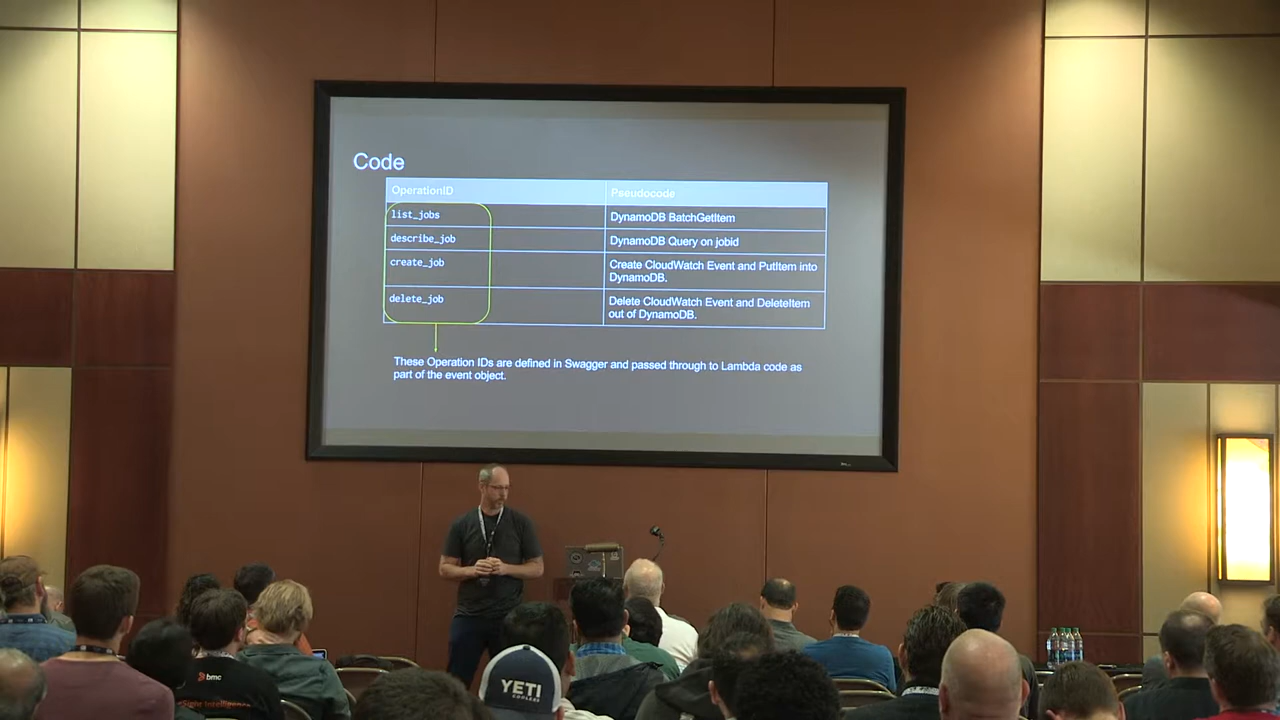 Code
OperationID
Pseudocode
list_jobs
DynamoDB BatchGetItem
describe_job
DynamoDB Query on jobid
create_job
Create CloudWatch Event and PutItem into
DynamoDB.
delete_job
Delete CloudWatch Event and DeleteItem
out of DynamoDB.
These Operation IDs are defined in Swagger and passed through to Lambda code as
part of the event object.
bmc
YETI
COOLERS